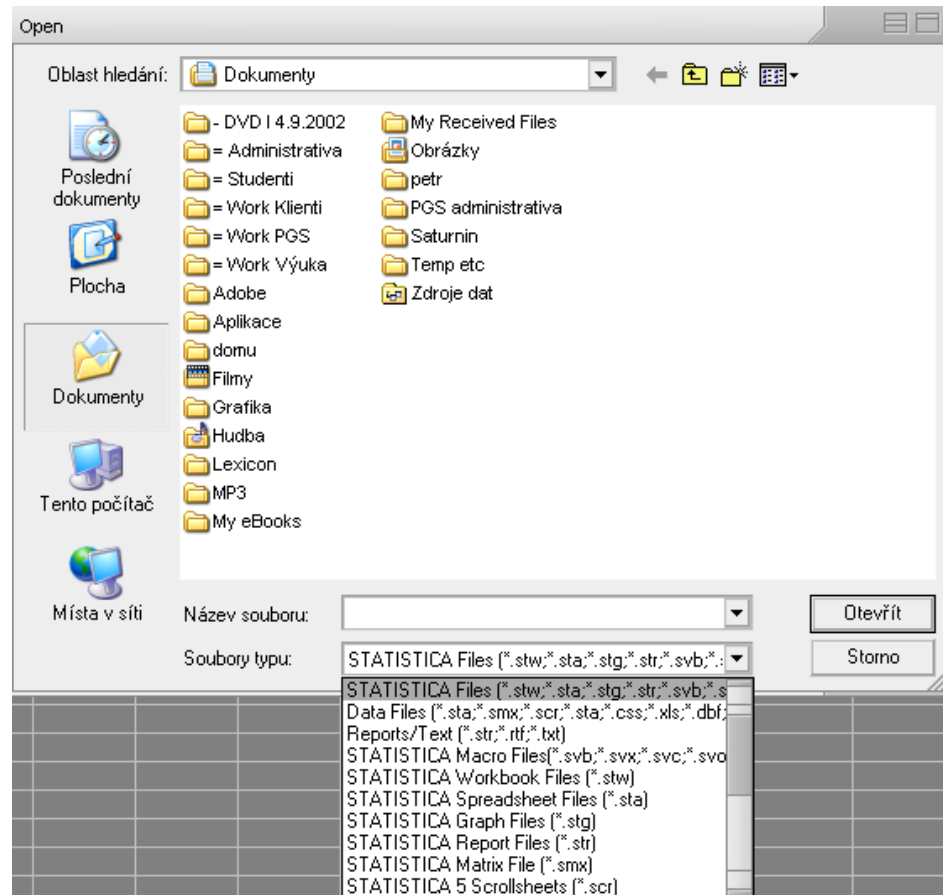 Open
Oblast hledání:
Dokumenty
Poslední
dokumenty
Plocha
Dokumenty
Tento počítač
Místa v síti
- DVD I 4.9.2002
= Administrativa
= Studenti
= Work Klienti
= Work PGS
= Work Výuka
Adobe
Aplikace
domu
Filmy
Grafika
Hudba
Lexicon
MP3
My eBooks
My Received Files
Obrázky
petr
PGS administrativa
Saturnin
Temp etc
Zdroje dat
Název souboru:
Otevřít
Soubory typu:
STATISTICA Files (*.stw;*.sta;*.stg;*.str;*.svb;*.s
Storno
STATISTICA Files (*.stw;*.sta;*.stg;*.str;*.svb;*.s
Data Files (*.sta;*.smx;*.scr;*.sta;*.css;*.xls;*.dbf;
Reports/Text (*.str;*.rtf;*.txt)
STATISTICA Macro Files(*.svb;*.svx;*.svc;*.svo
STATISTICA Workbook Files (*.stw)
STATISTICA Spreadsheet Files (*.sta)
STATISTICA Graph Files (*.stg)
STATISTICA Report Files (*.str)
STATISTICA Matrix File (*.smx)
STATISTICA 5 Scrollsheets (*.scr)